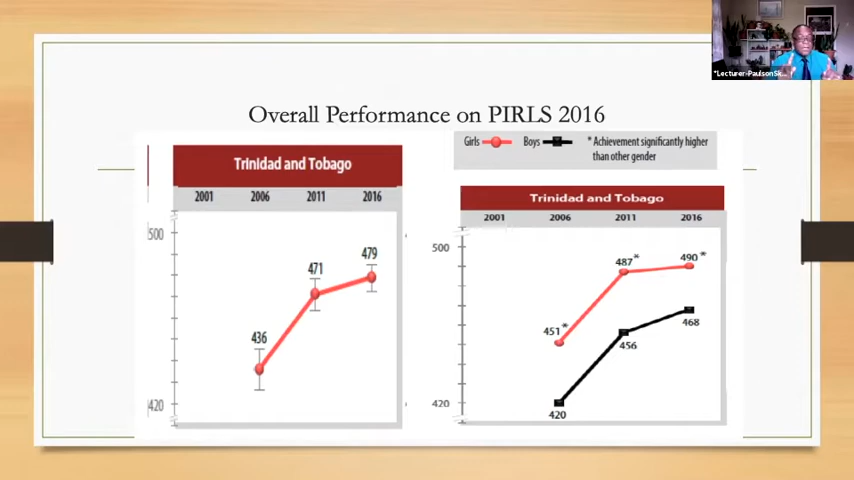 *Lecturer-PaulsonSk...
Overall Performance on PIRLS 2016
Girls Boys * Achievement significantly higher
than other gender
Trinidad and Tobago
2001 2006 2011 2016
500
479
471
436
420
Trinidad and Tobago
2001 2006 2011 2016
500
487* 490*
451*
468
456
420
420